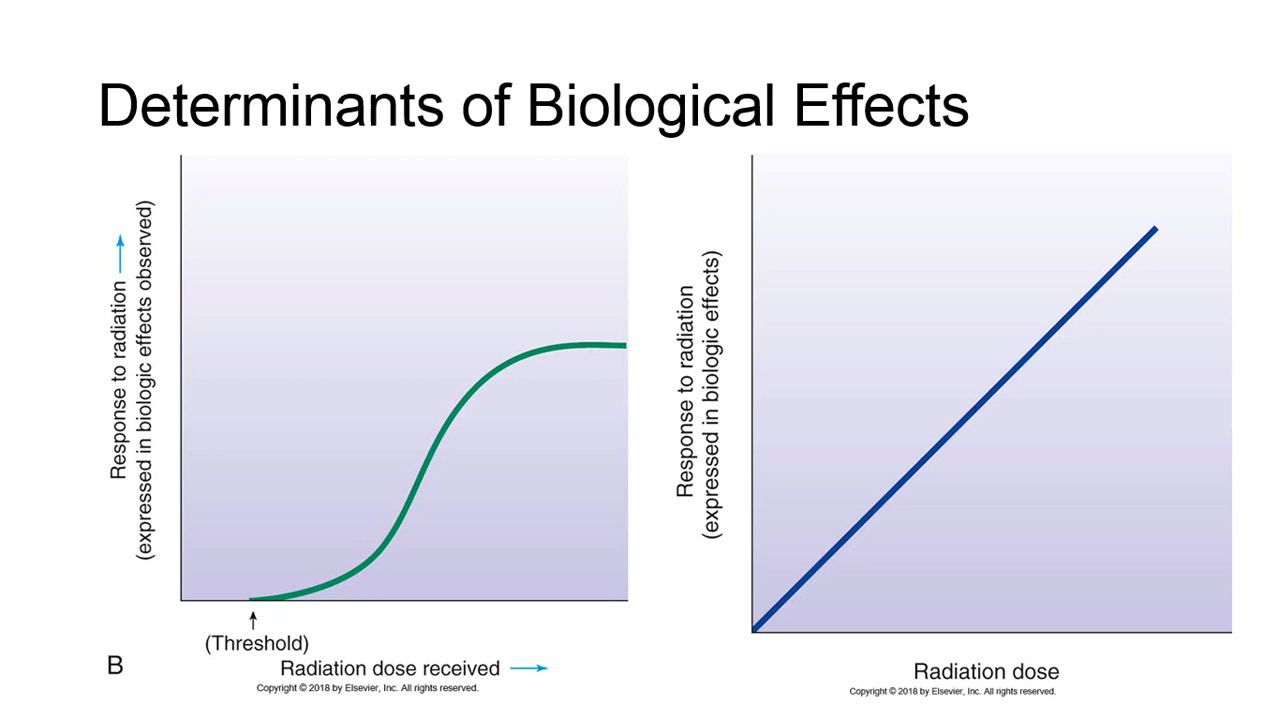 Determinants of Biological Effects
Response to radiation
(expressed in biologic effects observed)
(Threshold)
B
Radiation dose received
Copyright © 2018 by Elsevier, Inc. All rights reserved.
Response to radiation
(expressed in biologic effects)
Radiation dose
Copyright © 2018 by Elsevier, Inc. All rights reserved.